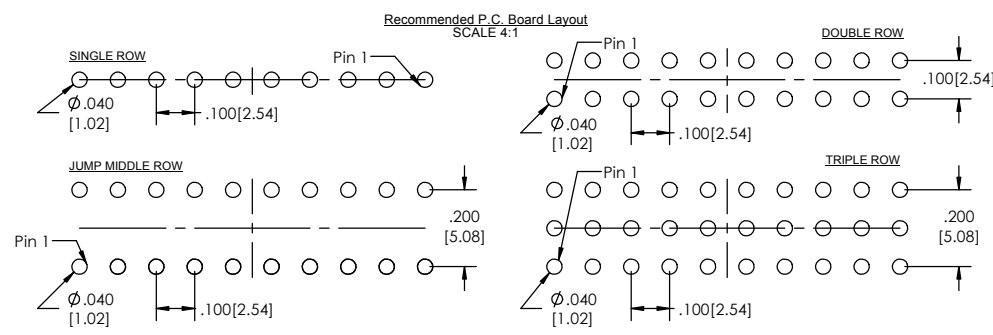 Recommended P.C. Board Layout
SCALE 4:1
SINGLE ROW
Pin 1
Ø.040
[1.02]
.100[2.54]
DOUBLE ROW
Pin 1
.100[2.54]
Ø.040
[1.02]
.100[2.54]
JUMP MIDDLE ROW
Pin 1
.200
[5.08]
Ø.040
[1.02]
.100[2.54]
TRIPLE ROW
Pin 1
.200
[5.08]
Ø.040
[1.02]
.100[2.54]